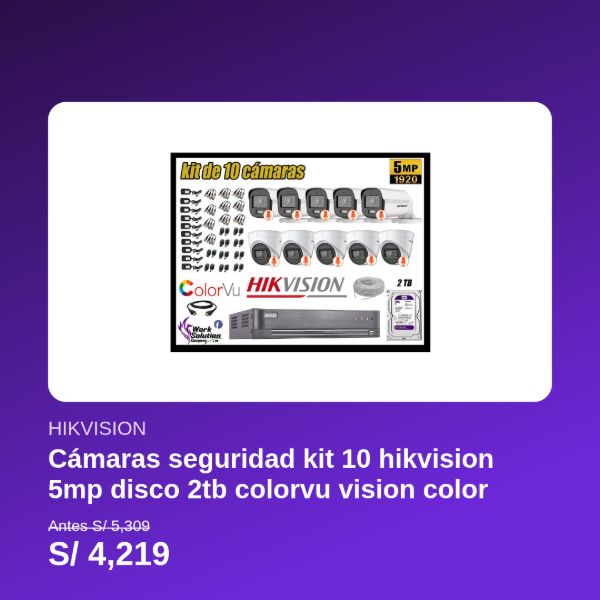 kit de 10 cámaras
5MP
1920
ColorVu
HIKVISION
2 TB
Work
Solution
HIKVISION
Cámaras seguridad kit 10 hikvision
5mp disco 2tb colorvu vision color
Antes S/ 5,309
S/ 4,219